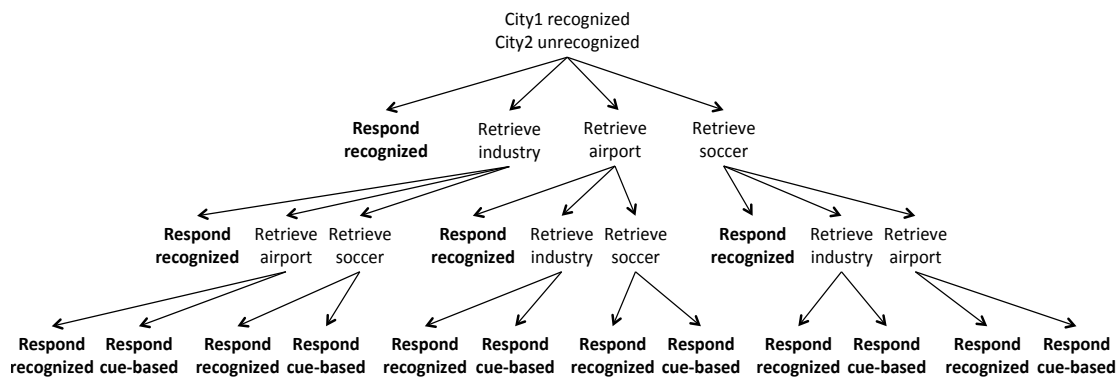 City1 recognized
City2 unrecognized
Respond recognized
Retrieve industry
Retrieve airport
Retrieve soccer
Respond recognized
Retrieve airport
Retrieve soccer
Respond recognized
Retrieve industry
Retrieve soccer
Respond recognized
Retrieve industry
Retrieve airport
Respond recognized
Respond cue-based
Respond recognized
Respond cue-based
Respond recognized
Respond cue-based
Respond recognized
Respond cue-based
Respond recognized
Respond cue-based
Respond recognized
Respond cue-based